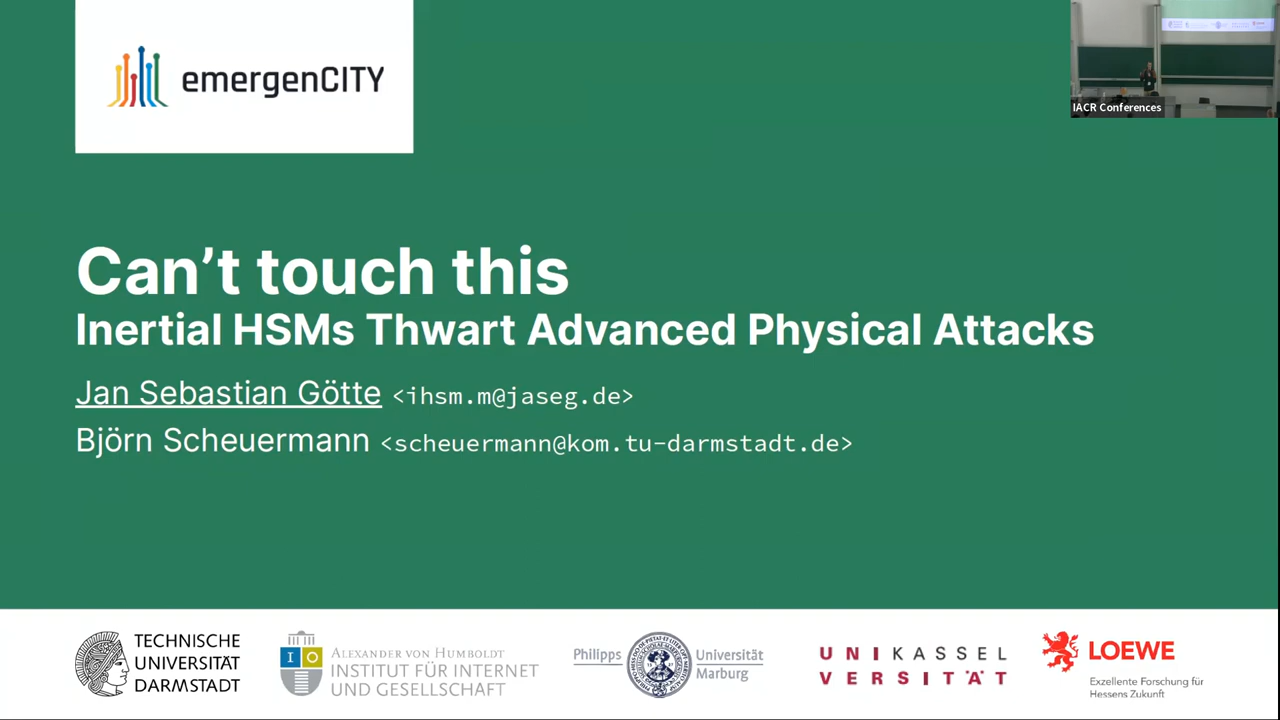 emergenCITY
IACR Conferences
Can't touch this
Inertial HSMs Thwart Advanced Physical Attacks
Jan Sebastian Götte <ihsm.m@jaseg.de>
Björn Scheuermann <scheuermann@kom.tu-darmstadt.de>
TECHNISCHE
UNIVERSITÄT
DARMSTADT
I O
ALEXANDER VON HUMBOLDT
INSTITUT FÜR INTERNET
UND GESELLSCHAFT
Philipps Universität
Marburg
UNIKASSEL
VERSITÄT
LOEWE
Exzellente Forschung für
Hessens Zukunft